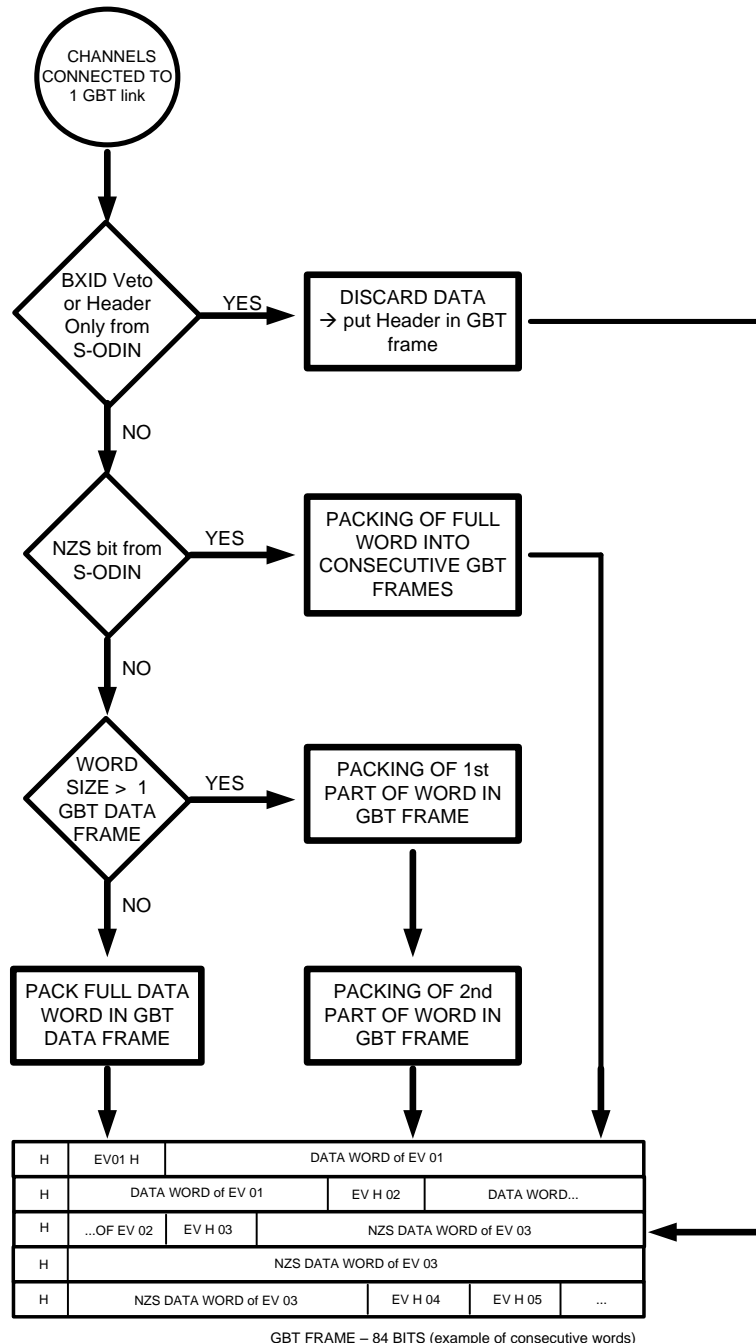 CHANNELS
CONNECTED TO
1 GBT link
BXID Veto
or Header
Only from
S-ODIN
YES
DISCARD DATA
→ put Header in GBT
frame
NO
NZS bit from
S-ODIN
YES
PACKING OF FULL
WORD INTO
CONSECUTIVE GBT
FRAMES
NO
WORD
SIZE > 1
GBT DATA
FRAME
YES
PACKING OF 1st
PART OF WORD IN
GBT FRAME
NO
PACK FULL DATA
WORD IN GBT
DATA FRAME
PACKING OF 2nd
PART OF WORD IN
GBT FRAME
H EV01 H DATA WORD of EV 01
H DATA WORD of EV 01 EV H 02 DATA WORD...
H ...OF EV 02 EV H 03 NZS DATA WORD of EV 03
H NZS DATA WORD of EV 03
H NZS DATA WORD of EV 03 EV H 04 EV H 05 ...
GBT FRAME – 84 BITS (example of consecutive words)